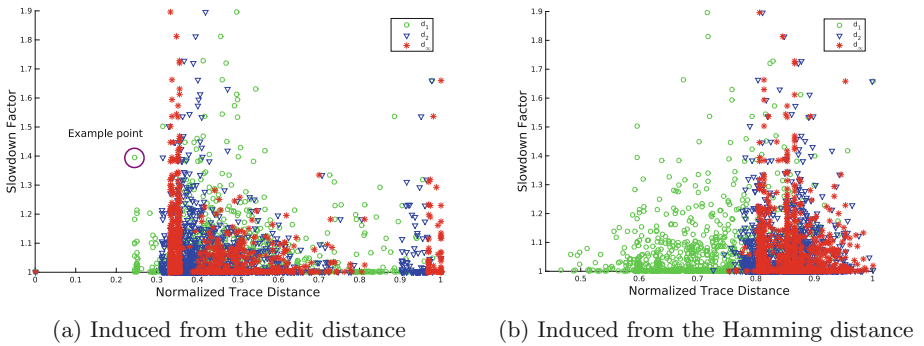 1.9
1.8
1.7
1.6
1.5
1.4
1.3
1.2
1.1
1
Slowdown Factor
Example point
d1
d2
d∞
0 0.1 0.2 0.3 0.4 0.5 0.6 0.7 0.8 0.9 1
Normalized Trace Distance
(a) Induced from the edit distance
1.9
1.8
1.7
1.6
1.5
1.4
1.3
1.2
1.1
1
Slowdown Factor
d1
d2
d∞
0.5 0.6 0.7 0.8 0.9 1
Normalized Trace Distance
(b) Induced from the Hamming distance